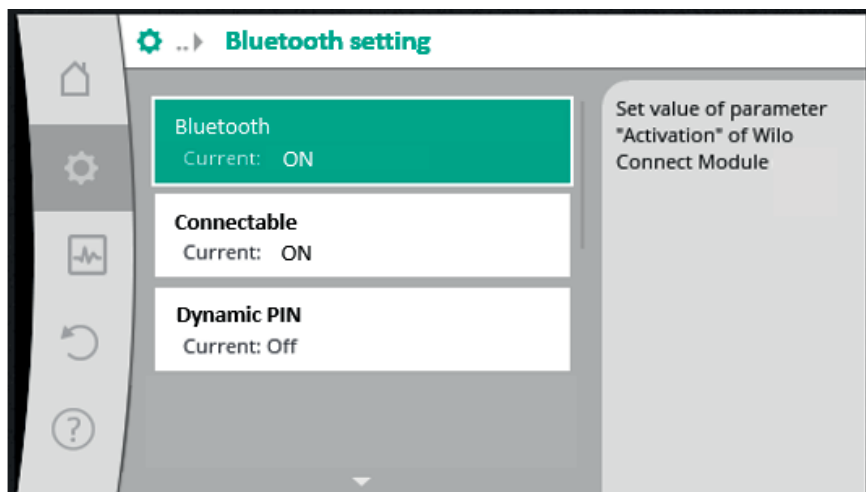 ..▸ Bluetooth setting
Bluetooth
Current: ON
Connectable
Current: ON
Dynamic PIN
Current: Off
Set value of parameter
"Activation" of Wilo
Connect Module
?